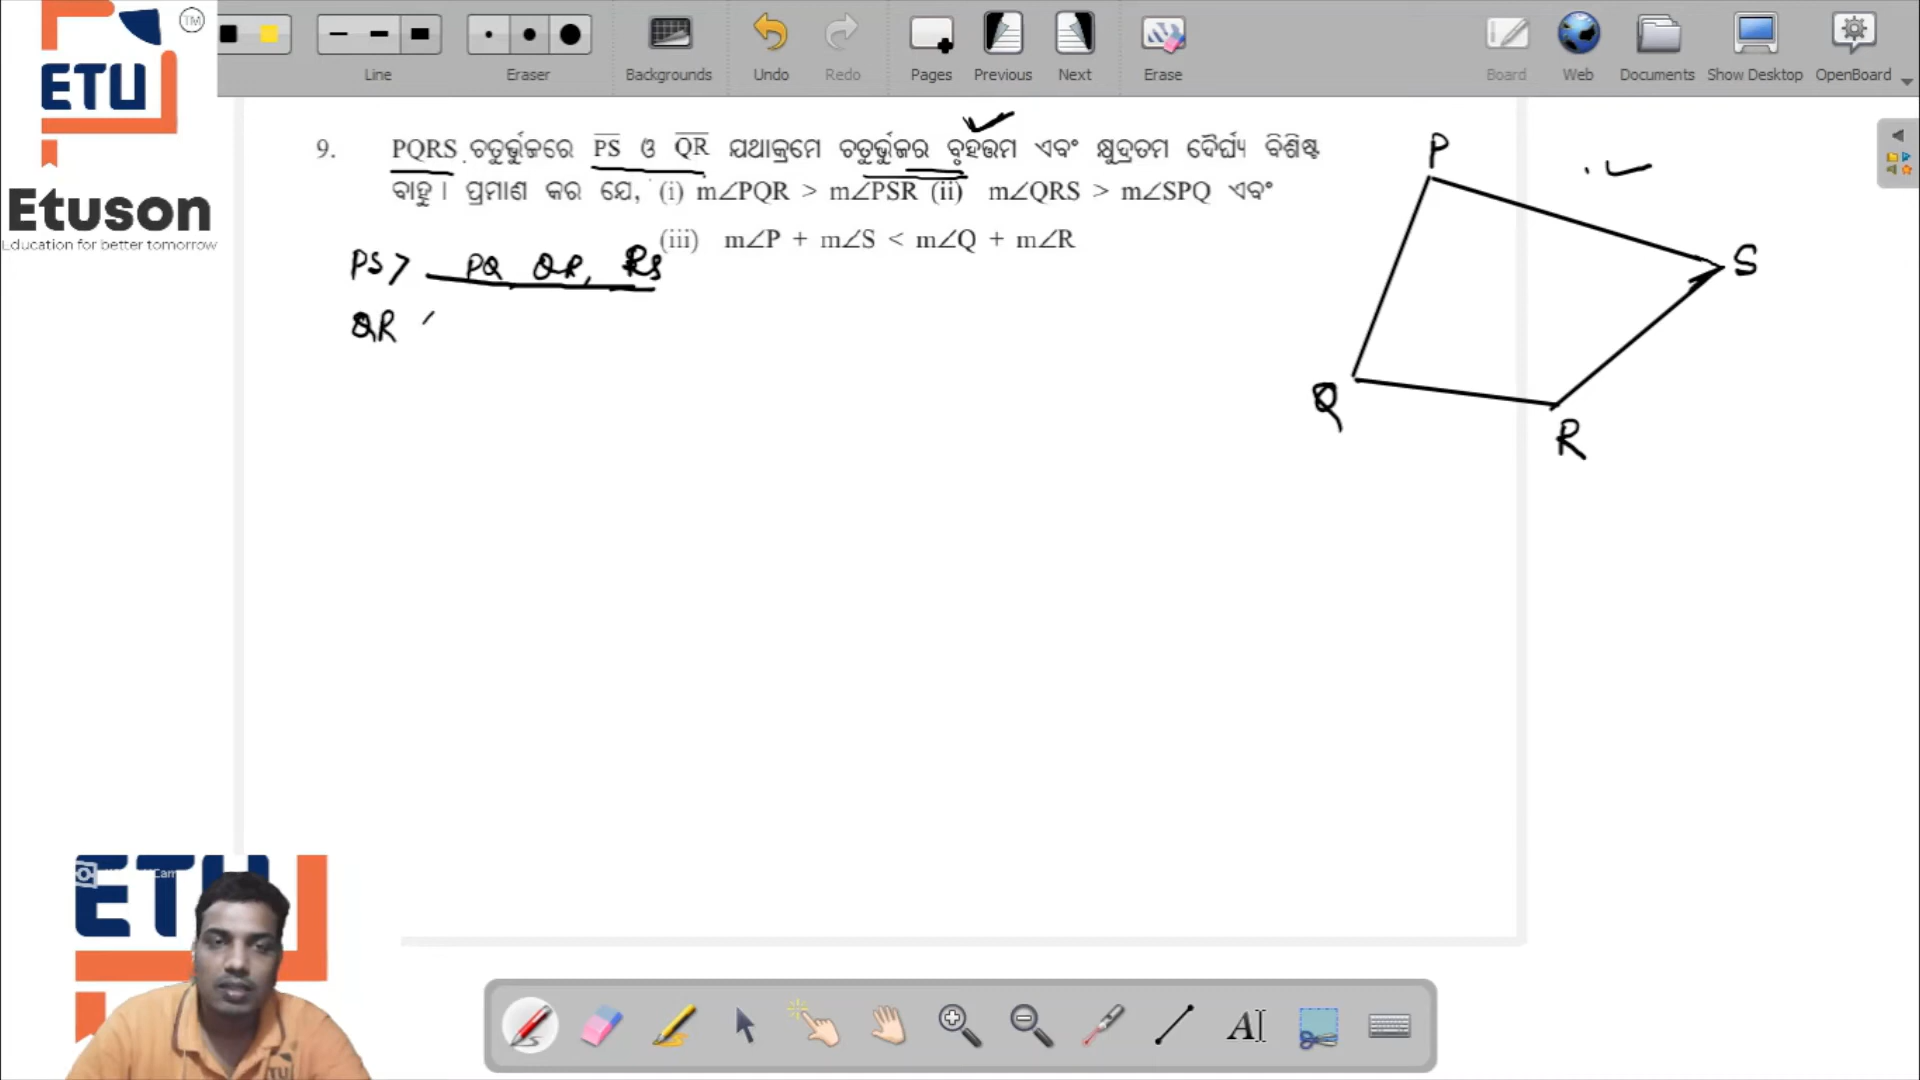 TM
ETU
Etuson
Education for better tomorrow
Line
Eraser
Backgrounds
Undo
Redo
Pages
Previous
Next
Erase
Board
Web
Documents
Show Desktop
OpenBoard
9. PQRS ଚତୁର୍ଭୁଜରେ PS ଓ QR ଯଥାକ୍ରମେ ଚତୁର୍ଭୁଜର ବୃହତ୍ତମ ଏବଂ କ୍ଷୁଦ୍ରତମ ଦୈର୍ଘ୍ୟ ବିଶିଷ୍ଟ
ବାହୁ । ପ୍ରମାଣ କର ଯେ, (i) m∠PQR > m∠PSR (ii) m∠QRS > m∠SPQ ଏବଂ
(iii) m∠P + m∠S < m∠Q + m∠R
PS > PQ QR, RS
QR
P
S
Q
R
ETU